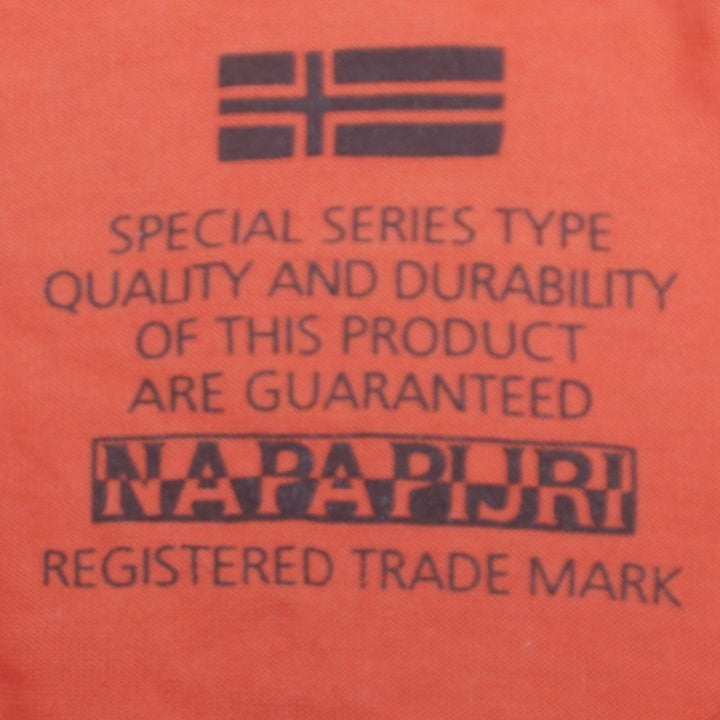 SPECIAL SERIES TYPE
QUALITY AND DURABILITY
OF THIS PRODUCT
ARE GUARANTEED
NAPAPIJRI
REGISTERED TRADE MARK